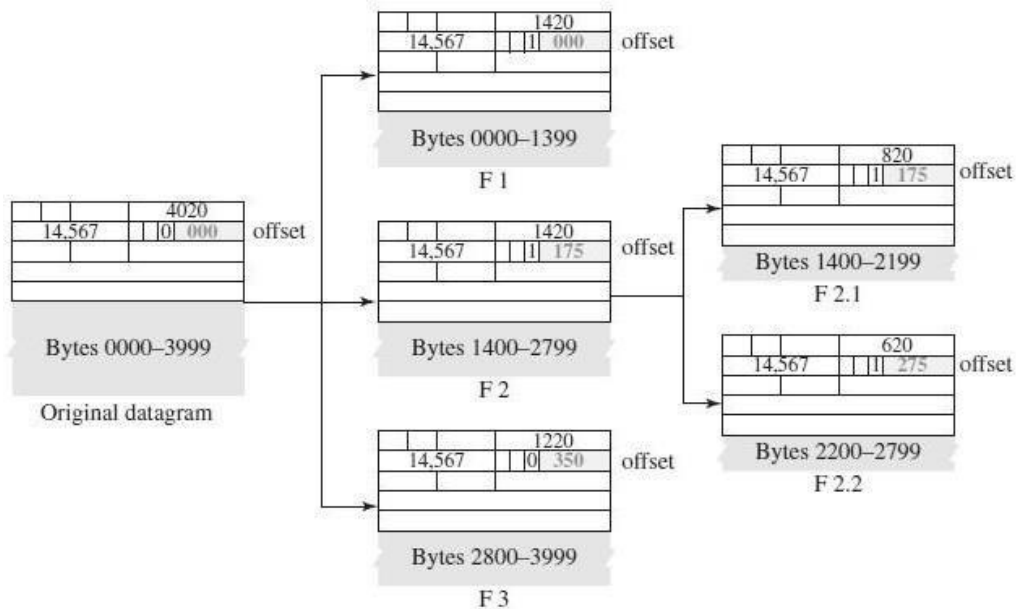 4020
14,567 0 000 offset
Bytes 0000–3999
Original datagram
1420
14,567 1 000 offset
Bytes 0000–1399
F 1
1420
14,567 1 175 offset
Bytes 1400–2799
F 2
1220
14,567 0 350 offset
Bytes 2800–3999
F 3
820
14,567 1 175 offset
Bytes 1400–2199
F 2.1
620
14,567 1 275 offset
Bytes 2200–2799
F 2.2